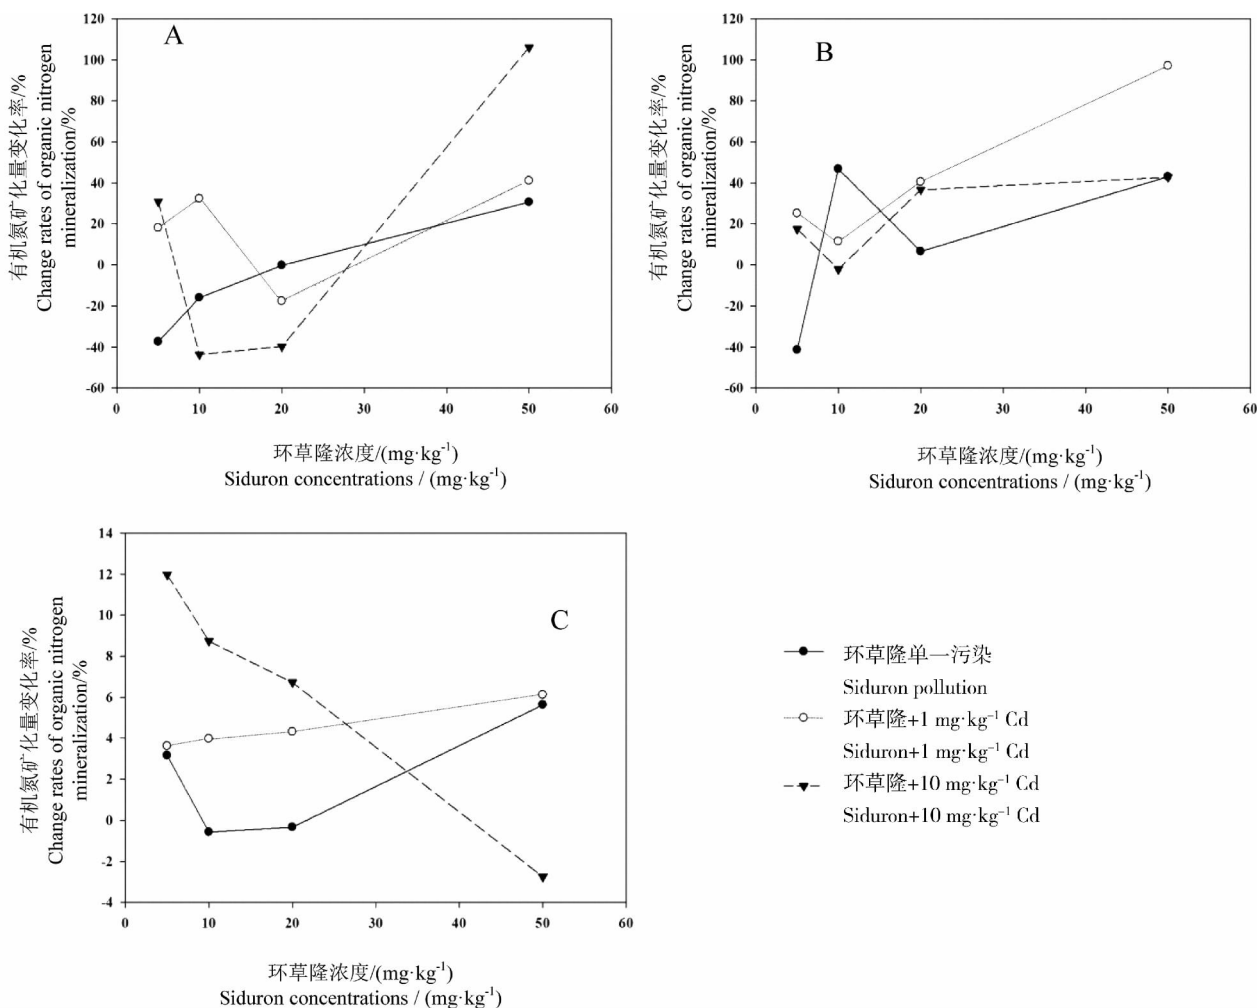 A
120
100
80
60
40
20
0
-20
-40
-60
0 10 20 30 40 50 60
有机氮矿化量变化率/%
Change rates of organic nitrogen
mineralization/%
环草隆浓度/(mg·kg⁻¹)
Siduron concentrations / (mg·kg⁻¹)
B
120
100
80
60
40
20
0
-20
-40
-60
0 10 20 30 40 50 60
有机氮矿化量变化率/%
Change rates of organic nitrogen
mineralization/%
环草隆浓度/(mg·kg⁻¹)
Siduron concentrations / (mg·kg⁻¹)
C
14
12
10
8
6
4
2
0
-2
-4
0 10 20 30 40 50 60
有机氮矿化量变化率/%
Change rates of organic nitrogen
mineralization/%
环草隆浓度/(mg·kg⁻¹)
Siduron concentrations / (mg·kg⁻¹)
环草隆单一污染
Siduron pollution
环草隆+1 mg·kg⁻¹ Cd
Siduron+1 mg·kg⁻¹ Cd
环草隆+10 mg·kg⁻¹ Cd
Siduron+10 mg·kg⁻¹ Cd